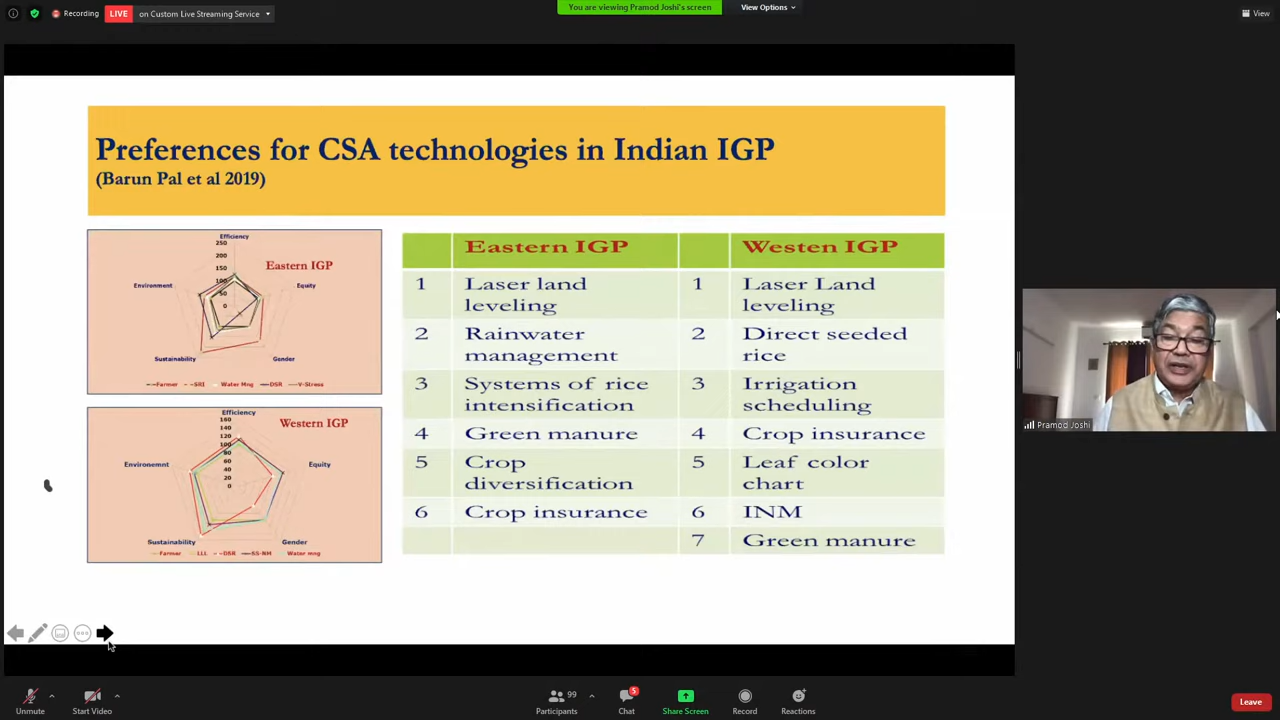 Recording
LIVE
on Custom Live Streaming Service
You are viewing Pramod Joshi's screen
View Options
View
Preferences for CSA technologies in Indian IGP
(Barun Pal et al 2019)
Efficiency
250
200
150
100
50
0
Eastern IGP
Environment
Equity
Sustainability
Gender
Farmer
SRI
Water Mng
DSR
V-Stress
Efficiency
160
140
120
100
80
60
40
20
0
Western IGP
Environemnt
Equity
Sustainability
Gender
Farmar
LLL
DSR
SS-NM
Water mng
Eastern IGP
Westen IGP
1
Laser land
leveling
1
Laser Land
leveling
2
Rainwater
management
2
Direct seeded
rice
3
Systems of rice
intensification
3
Irrigation
scheduling
4
Green manure
4
Crop insurance
5
Crop
diversification
5
Leaf color
chart
6
Crop insurance
6
INM
7
Green manure
Pramod Joshi
Unmute
Start Video
99
Participants
5
Chat
Share Screen
Record
Reactions
Leave